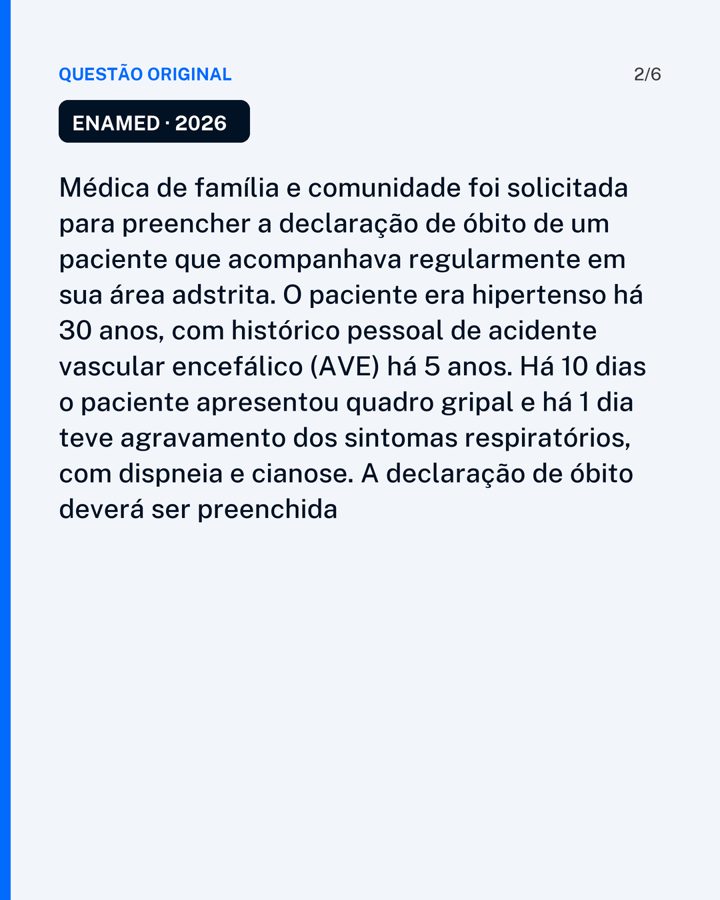 QUESTÃO ORIGINAL
2/6
ENAMED · 2026
Médica de família e comunidade foi solicitada
para preencher a declaração de óbito de um
paciente que acompanhava regularmente em
sua área adstrita. O paciente era hipertenso há
30 anos, com histórico pessoal de acidente
vascular encefálico (AVE) há 5 anos. Há 10 dias
o paciente apresentou quadro gripal e há 1 dia
teve agravamento dos sintomas respiratórios,
com dispneia e cianose. A declaração de óbito
deverá ser preenchida